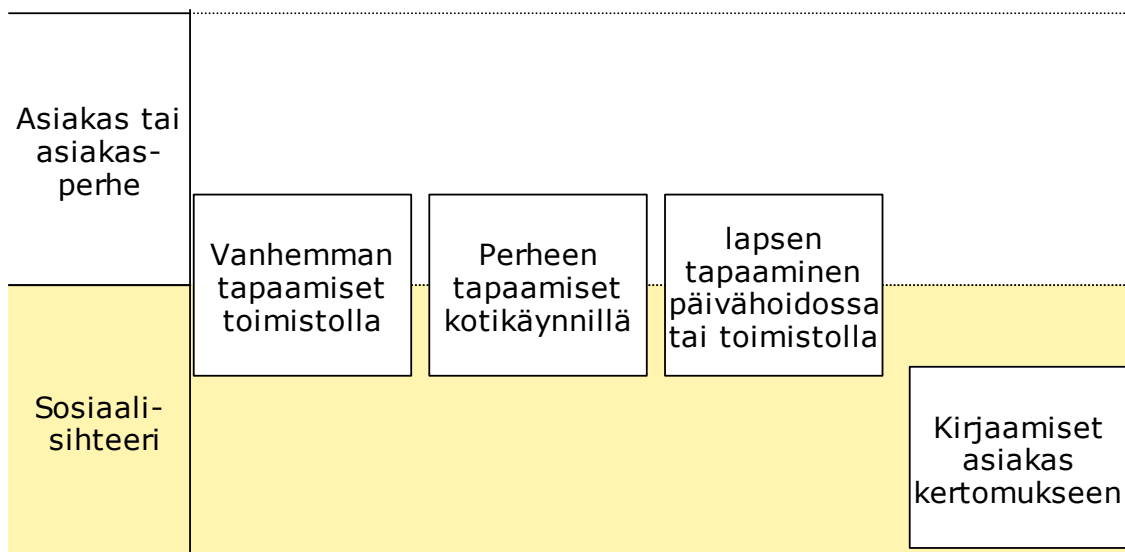 Asiakas tai
asiakas-
perhe
Vanhemman
tapaamiset
toimistolla
Perheen
tapaamiset
kotikäynnillä
lapsen
tapaaminen
päivähoidossa
tai toimistolla
Sosiaali-
sihteeri
Kirjaamiset
asiakas
kertomukseen